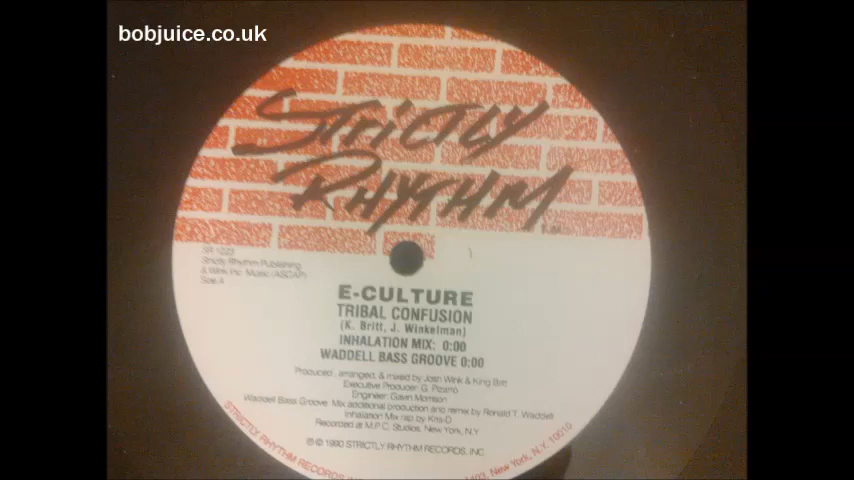 bobjuice.co.uk
STRICTLY
RHYTHM
SR 1223
Strictly Rhythm Publishing
& Wink Inc. Music (ASCAP)
Side A
E-CULTURE
TRIBAL CONFUSION
(K. Britt, J. Winkelman)
INHALATION MIX: 0:00
WADDELL BASS GROOVE 0:00
Produced, arranged, & mixed by Josh Wink & King Britt
Executive Producer: G. Pizarro
Engineer: Gavin Morrison
Waddell Bass Groove Mix additional production and remix by Ronald T. Waddell
Inhalation Mix rap by Kris-D
Recorded at M.P.C. Studios, New York, N.Y
℗ © 1990 STRICTLY RHYTHM RECORDS, INC.
STRICTLY RHYTHM RECORDS
New York, N.Y. 10010